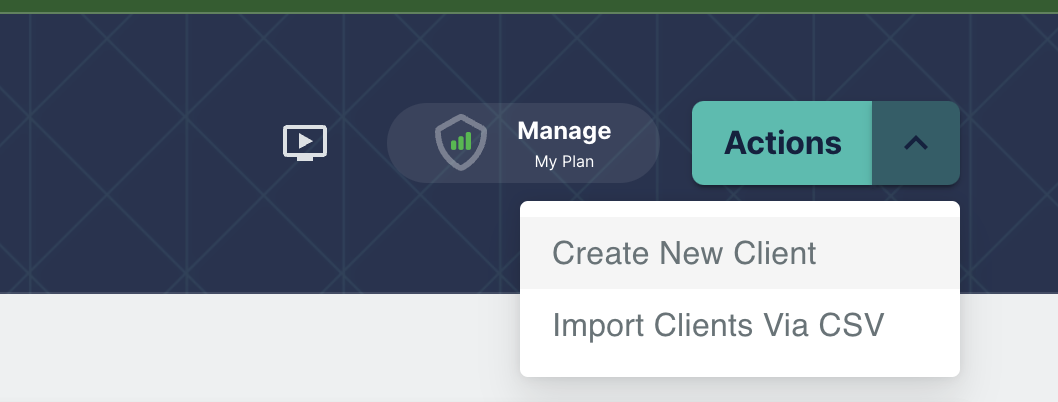 Manage
My Plan
Actions
Create New Client
Import Clients Via CSV